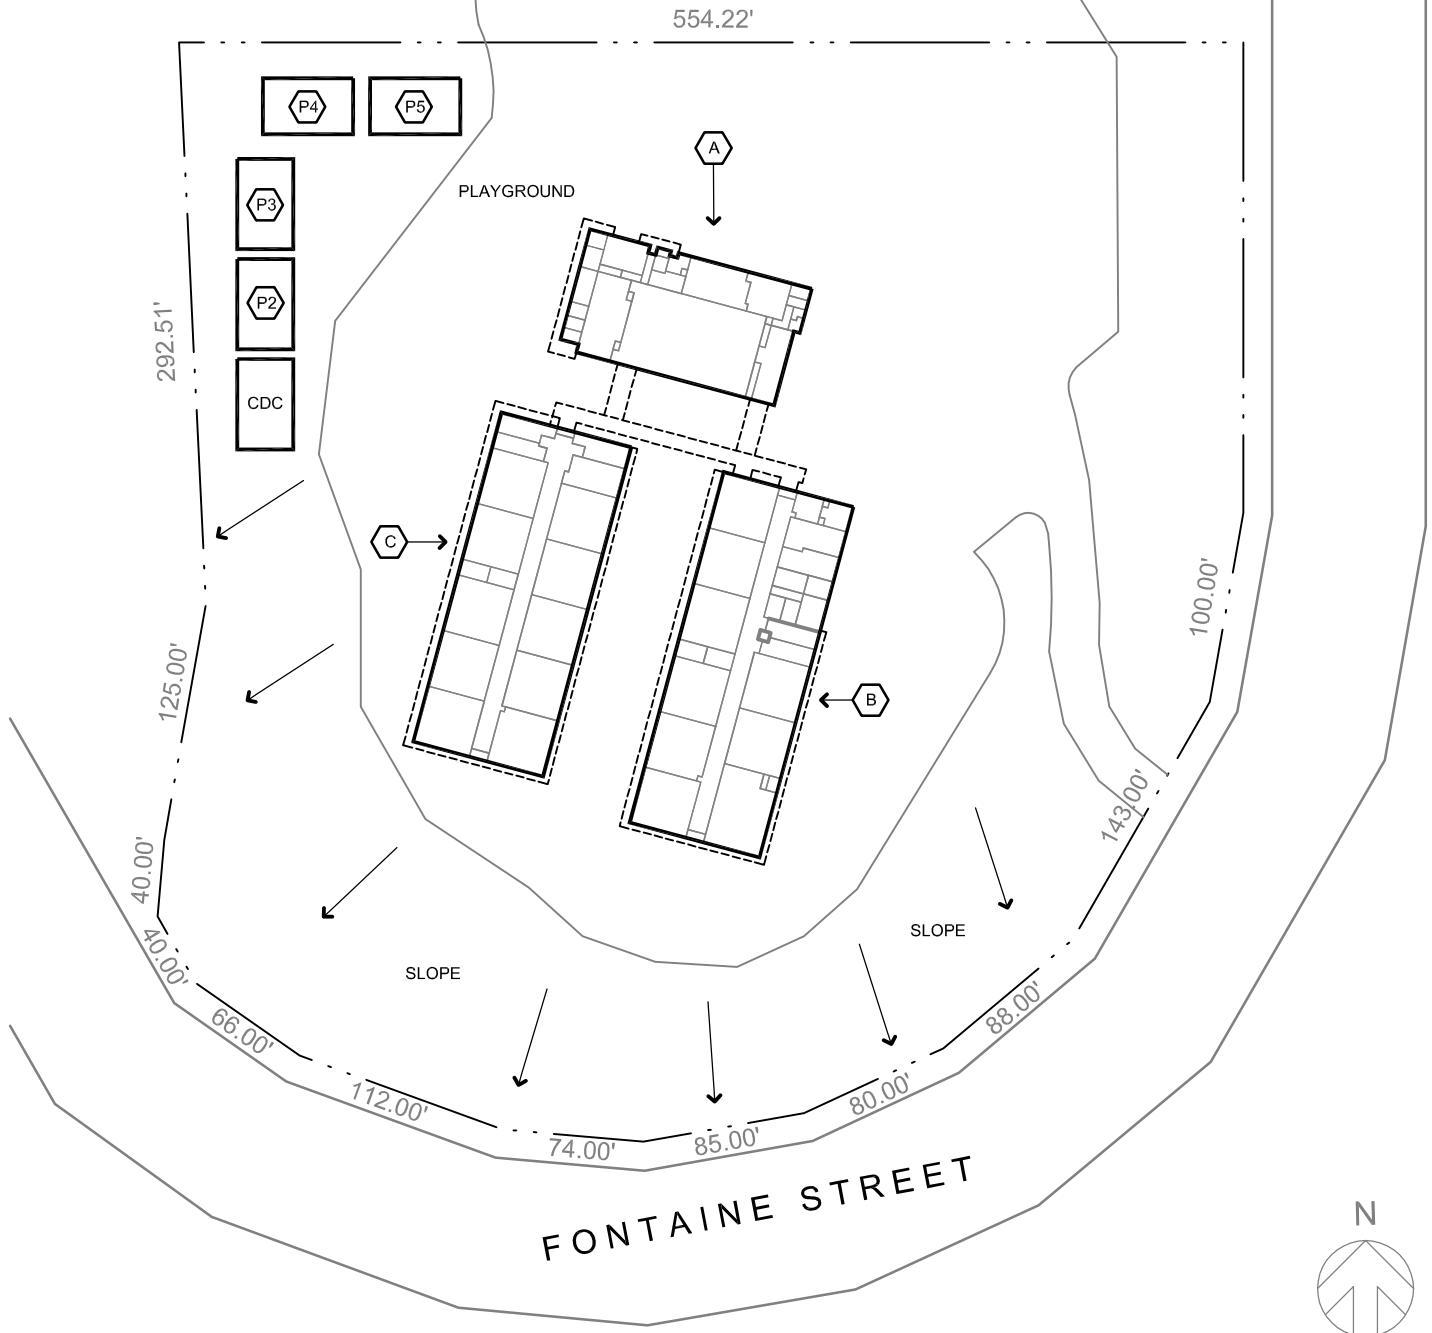 554.22'
P4
P5
A
PLAYGROUND
P3
P2
292.51'
CDC
C
100.00'
125.00'
B
143.00'
40.00'
SLOPE
40.00'
SLOPE
88.00'
66.00'
112.00'
80.00'
74.00'
85.00'
FONTAINE STREET
N